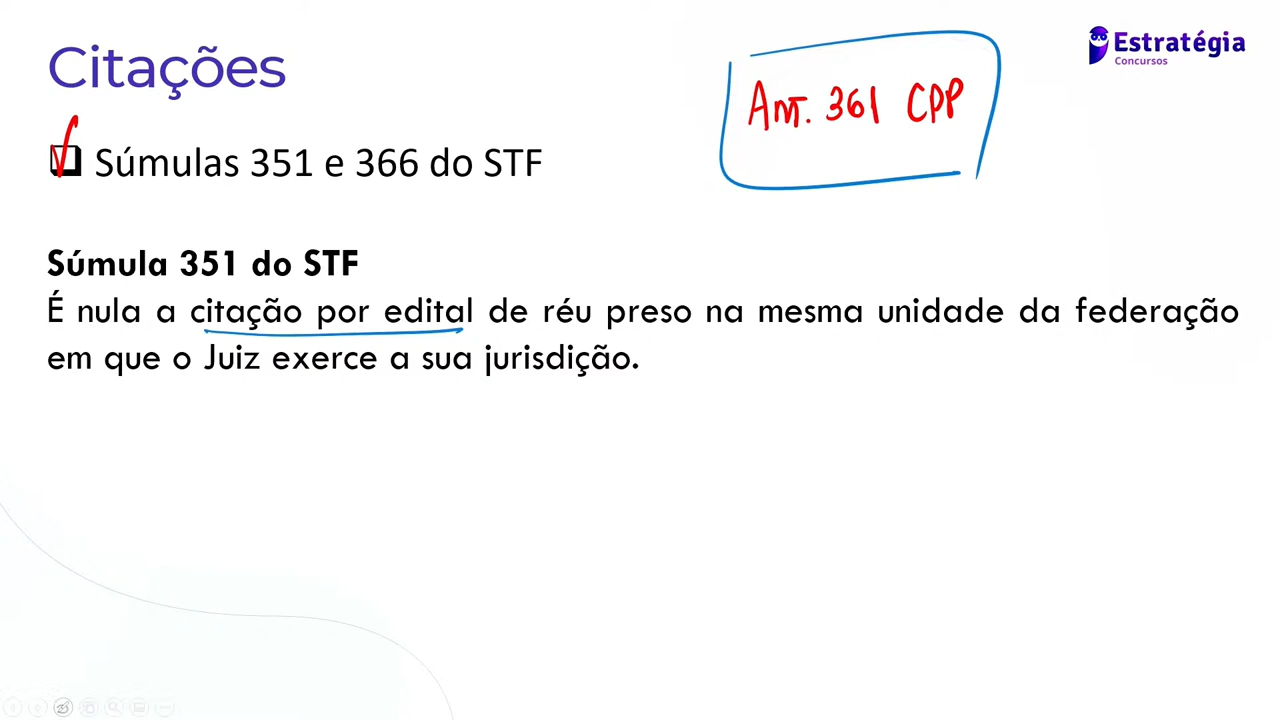 Citações
Estratégia
Concursos
Art. 361 CPP
Súmulas 351 e 366 do STF
Súmula 351 do STF
É nula a citação por edital de réu preso na mesma unidade da federação
em que o Juiz exerce a sua jurisdição.